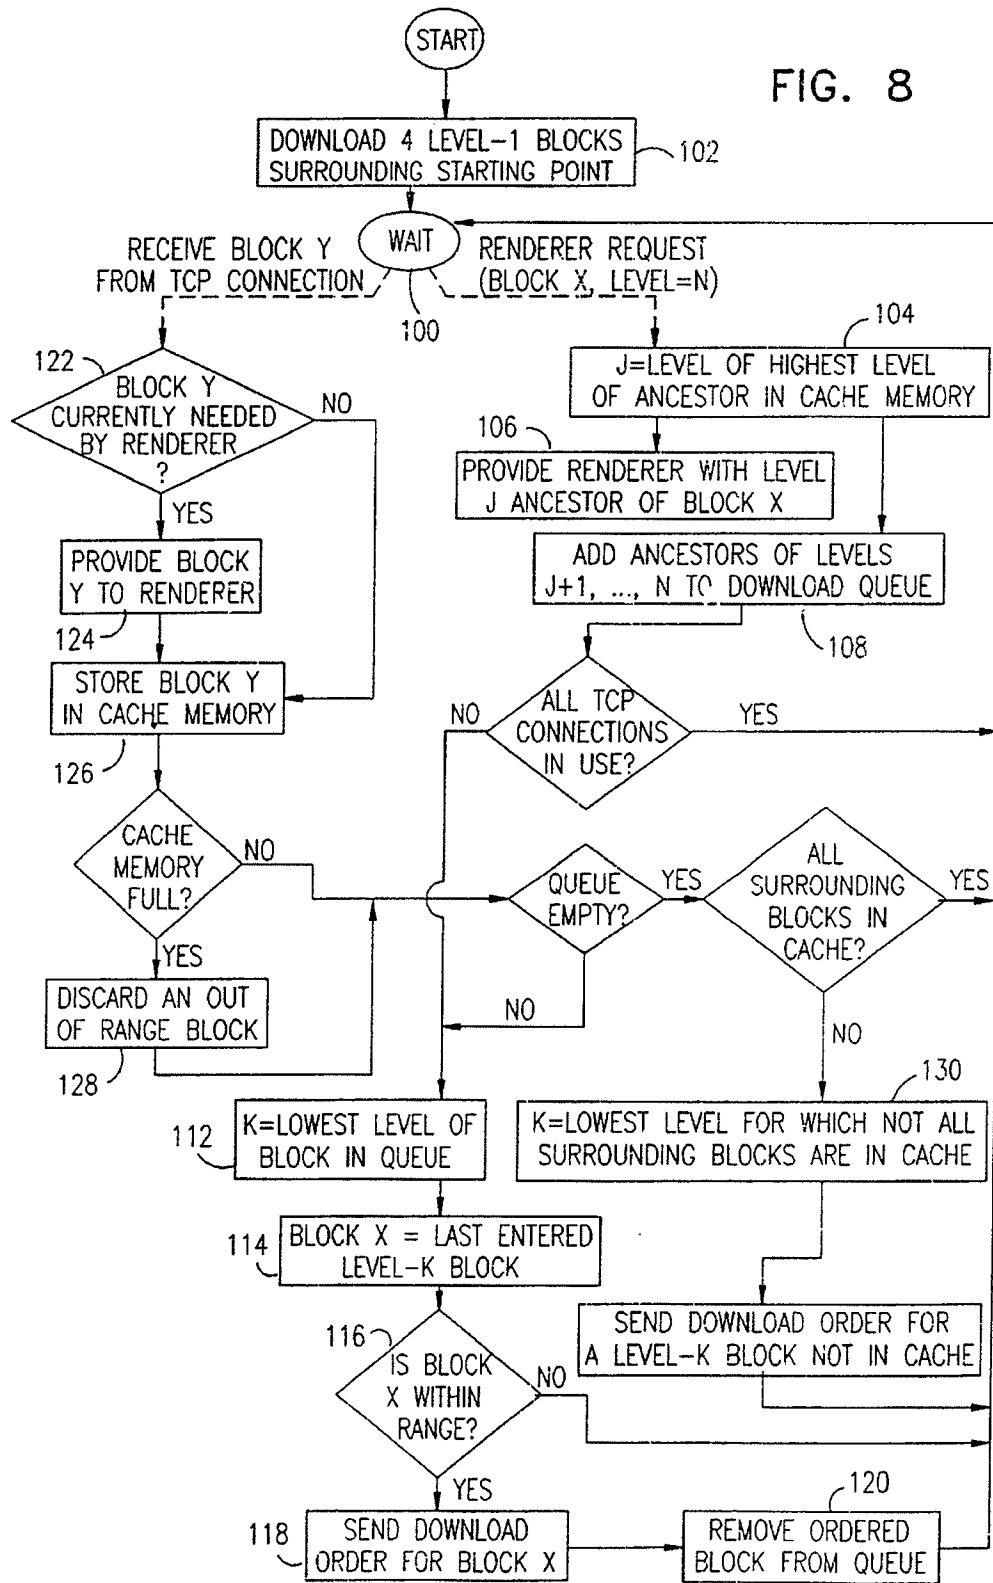 START
FIG. 8
DOWNLOAD 4 LEVEL-1 BLOCKS
SURROUNDING STARTING POINT
102
WAIT
100
RECEIVE BLOCK Y
FROM TCP CONNECTION
RENDERER REQUEST
(BLOCK X, LEVEL=N)
122
BLOCK Y
CURRENTLY NEEDED
BY RENDERER
?
NO
YES
PROVIDE BLOCK
Y TO RENDERER
124
STORE BLOCK Y
IN CACHE MEMORY
126
CACHE
MEMORY
FULL?
NO
YES
DISCARD AN OUT
OF RANGE BLOCK
128
104
J=LEVEL OF HIGHEST LEVEL
OF ANCESTOR IN CACHE MEMORY
106
PROVIDE RENDERER WITH LEVEL
J ANCESTOR OF BLOCK X
ADD ANCESTORS OF LEVELS
J+1, ..., N TO DOWNLOAD QUEUE
108
ALL TCP
CONNECTIONS
IN USE?
NO
YES
QUEUE
EMPTY?
YES
NO
ALL
SURROUNDING
BLOCKS IN
CACHE?
YES
NO
112
K=LOWEST LEVEL OF
BLOCK IN QUEUE
130
K=LOWEST LEVEL FOR WHICH NOT ALL
SURROUNDING BLOCKS ARE IN CACHE
114
BLOCK X = LAST ENTERED
LEVEL-K BLOCK
SEND DOWNLOAD ORDER FOR
A LEVEL-K BLOCK NOT IN CACHE
116
IS BLOCK
X WITHIN
RANGE?
NO
YES
118
SEND DOWNLOAD
ORDER FOR BLOCK X
120
REMOVE ORDERED
BLOCK FROM QUEUE